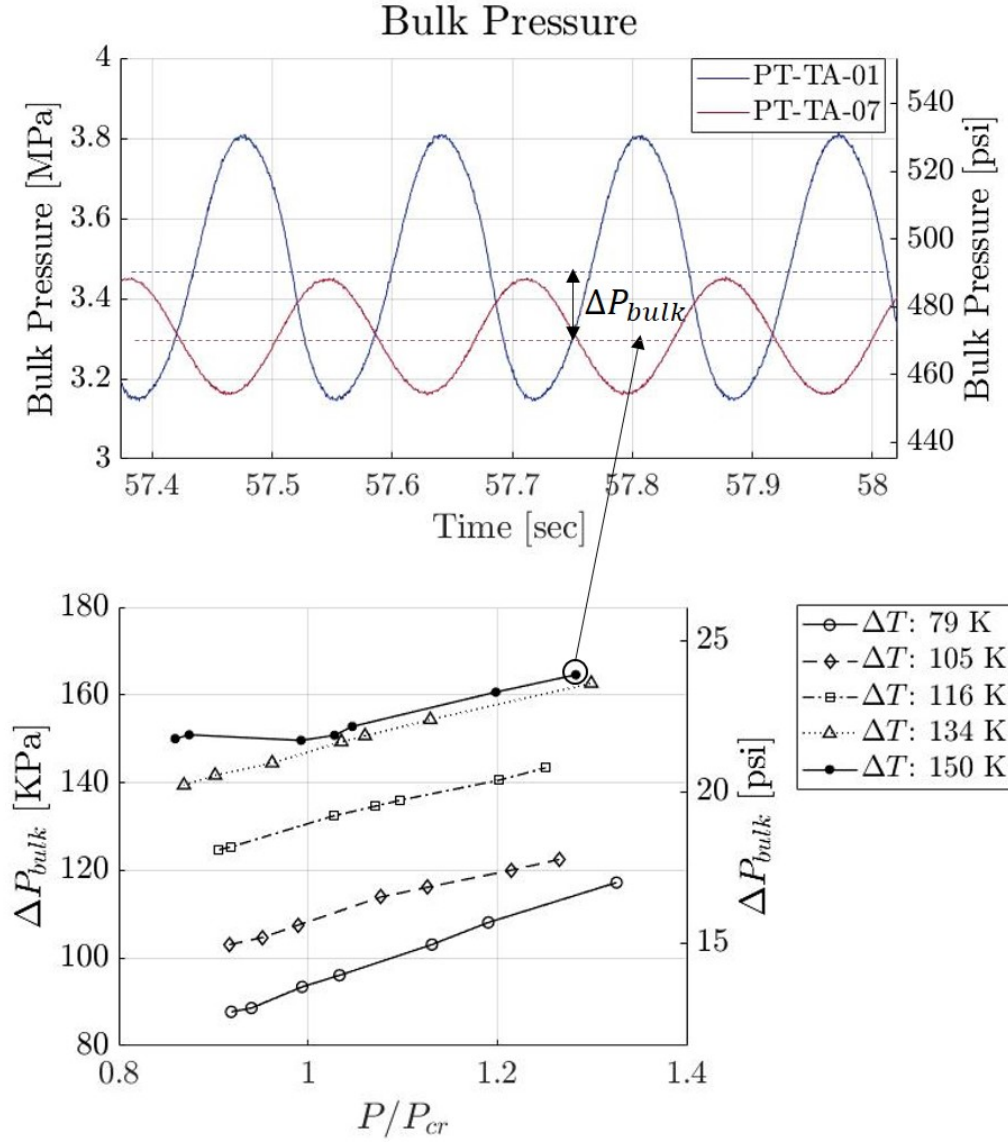 Bulk Pressure
4
3.8
3.6
3.4
3.2
3
Bulk Pressure [MPa]
PT-TA-01
PT-TA-07
540
520
500
480
460
440
Bulk Pressure [psi]
ΔP_bulk
57.4 57.5 57.6 57.7 57.8 57.9 58
Time [sec]
180
160
140
120
100
80
ΔP_bulk [KPa]
25
20
15
ΔP_bulk [psi]
0.8 1 1.2 1.4
P/P_cr
ΔT: 79 K
ΔT: 105 K
ΔT: 116 K
ΔT: 134 K
ΔT: 150 K